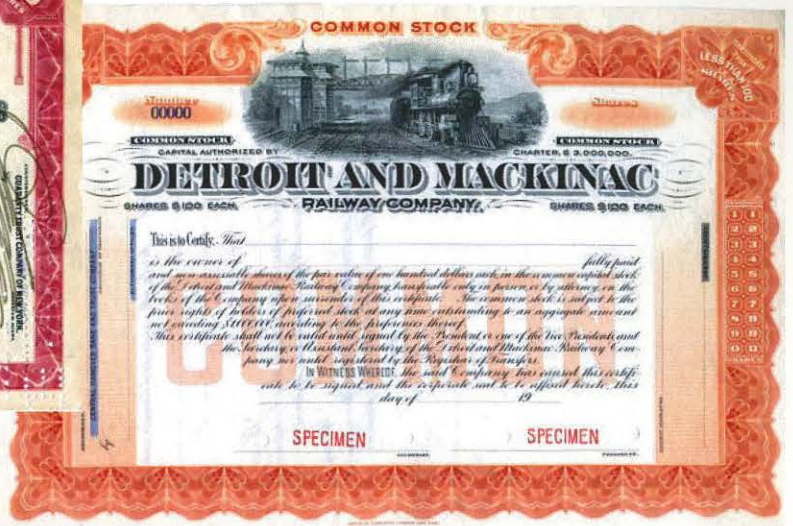 COMMON STOCK
LESS THAN 100
Number
00000
Shares
COMMON STOCK
COMMON STOCK
CAPITAL AUTHORIZED BY
CHARTER, $ 3,000,000.
DETROIT AND MACKINAC
SHARES $100 EACH.
RAILWAY COMPANY.
SHARES $100 EACH.
This is to Certify, That
is the owner of fully paid
and non-assessable shares of the par value of one hundred dollars each, in the common capital stock
of the Detroit and Mackinac Railway Company, transferable only in person, or by attorney, on the
books of the Company upon surrender of this certificate. The common stock is subject to the
prior rights of holders of preferred stock at any time outstanding to an aggregate amount
not exceeding according to the preferences thereof.
This certificate shall not be valid until signed by the President or one of the Vice Presidents and
the Secretary or Assistant Secretary of the Detroit and Mackinac Railway Com-
pany nor until registered by the Registrar of Transfers.
IN WITNESS WHEREOF, the said Company has caused this certifi-
cate to be signed and the corporate seal to be affixed hereto, this
day of 19
SPECIMEN
SPECIMEN
COMMON
GUARANTY TRUST COMPANY OF NEW YORK